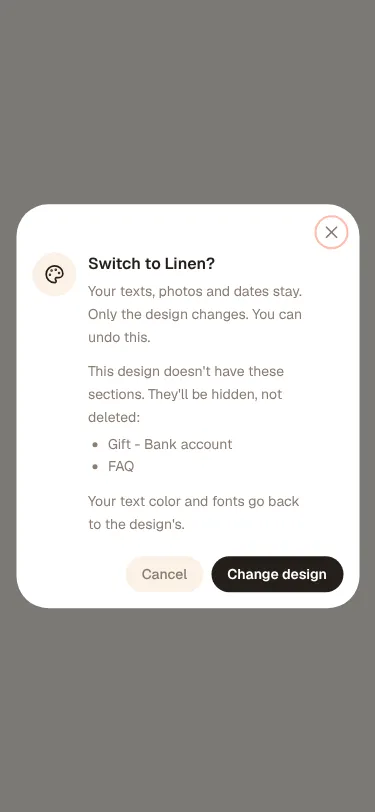 Switch to Linen?
Your texts, photos and dates stay.
Only the design changes. You can
undo this.
This design doesn't have these
sections. They'll be hidden, not
deleted:
• Gift - Bank account
• FAQ
Your text color and fonts go back
to the design's.
Cancel
Change design